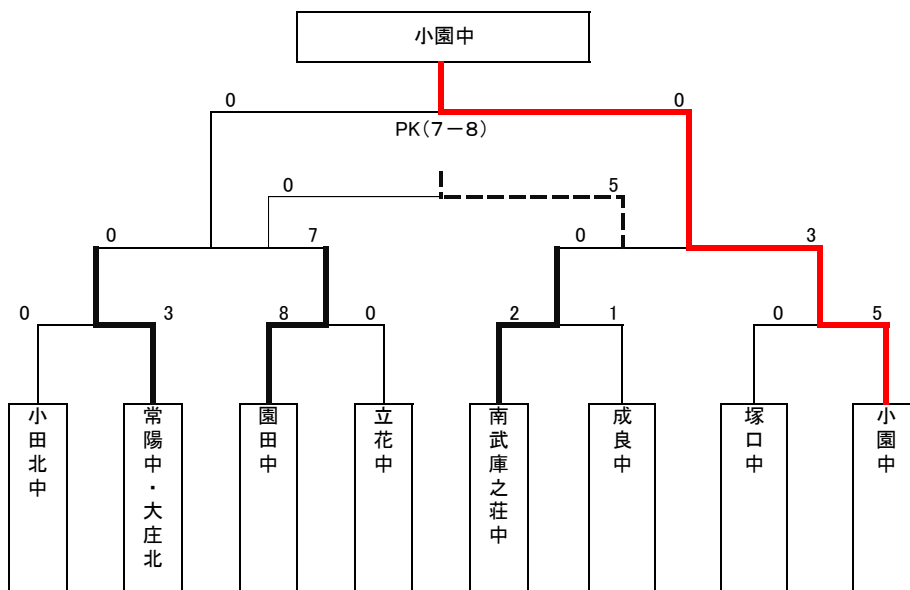 小園中
0 0
PK(7－8)
0 5
0 7 0 3
0 3 8 0 2 1 0 5
小田北中
常陽中・大庄北
園田中
立花中
南武庫之荘中
成良中
塚口中
小園中